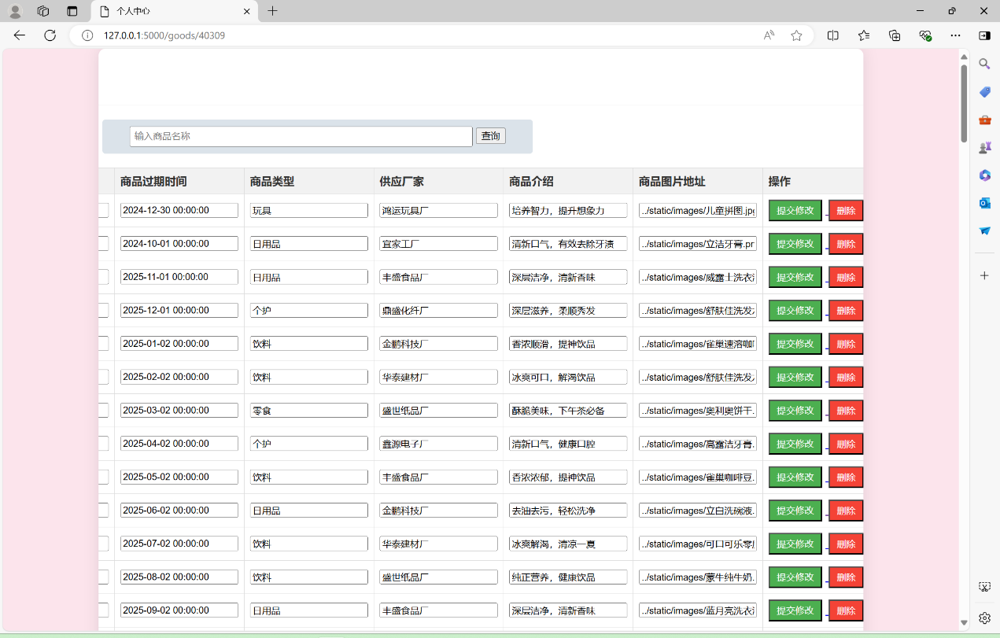 个人中心
127.0.0.1:5000/goods/40309
输入商品名称 查询
商品过期时间 商品类型 供应厂家 商品介绍 商品图片地址 操作
2024-12-30 00:00:00 玩具 鸿运玩具厂 培养智力，提升想象力 ../static/images/儿童拼图.jpg 提交修改 删除
2024-10-01 00:00:00 日用品 宜家工厂 清新口气，有效去除牙渍 ../static/images/立洁牙膏.pr 提交修改 删除
2025-11-01 00:00:00 日用品 丰盛食品厂 深层洁净，清新香味 ../static/images/威露士洗衣 提交修改 删除
2025-12-01 00:00:00 个护 鼎盛化纤厂 深层滋养，柔顺秀发 ../static/images/舒肤佳洗发 提交修改 删除
2025-01-02 00:00:00 饮料 金鹏科技厂 香浓顺滑，提神饮品 ../static/images/雀巢速溶咖 提交修改 删除
2025-02-02 00:00:00 饮料 华泰建材厂 冰爽可口，解渴饮品 ../static/images/舒肤佳洗发 提交修改 删除
2025-03-02 00:00:00 零食 盛世纸品厂 酥脆美味，下午茶必备 ../static/images/奥利奥饼干. 提交修改 删除
2025-04-02 00:00:00 个护 鑫源电子厂 清新口气，健康口腔 ../static/images/高露洁牙膏. 提交修改 删除
2025-05-02 00:00:00 饮料 丰盛食品厂 香浓浓郁，提神饮品 ../static/images/雀巢咖啡豆. 提交修改 删除
2025-06-02 00:00:00 日用品 金鹏科技厂 去油去污，轻松洗净 ../static/images/立白洗碗液. 提交修改 删除
2025-07-02 00:00:00 饮料 华泰建材厂 冰爽解渴，清凉一夏 ../static/images/可口可乐零 提交修改 删除
2025-08-02 00:00:00 饮料 盛世纸品厂 纯正营养，健康饮品 ../static/images/蒙牛纯牛奶. 提交修改 删除
2025-09-02 00:00:00 日用品 丰盛食品厂 深层洁净，清新香味 ../static/images/蓝月亮洗衣 提交修改 删除